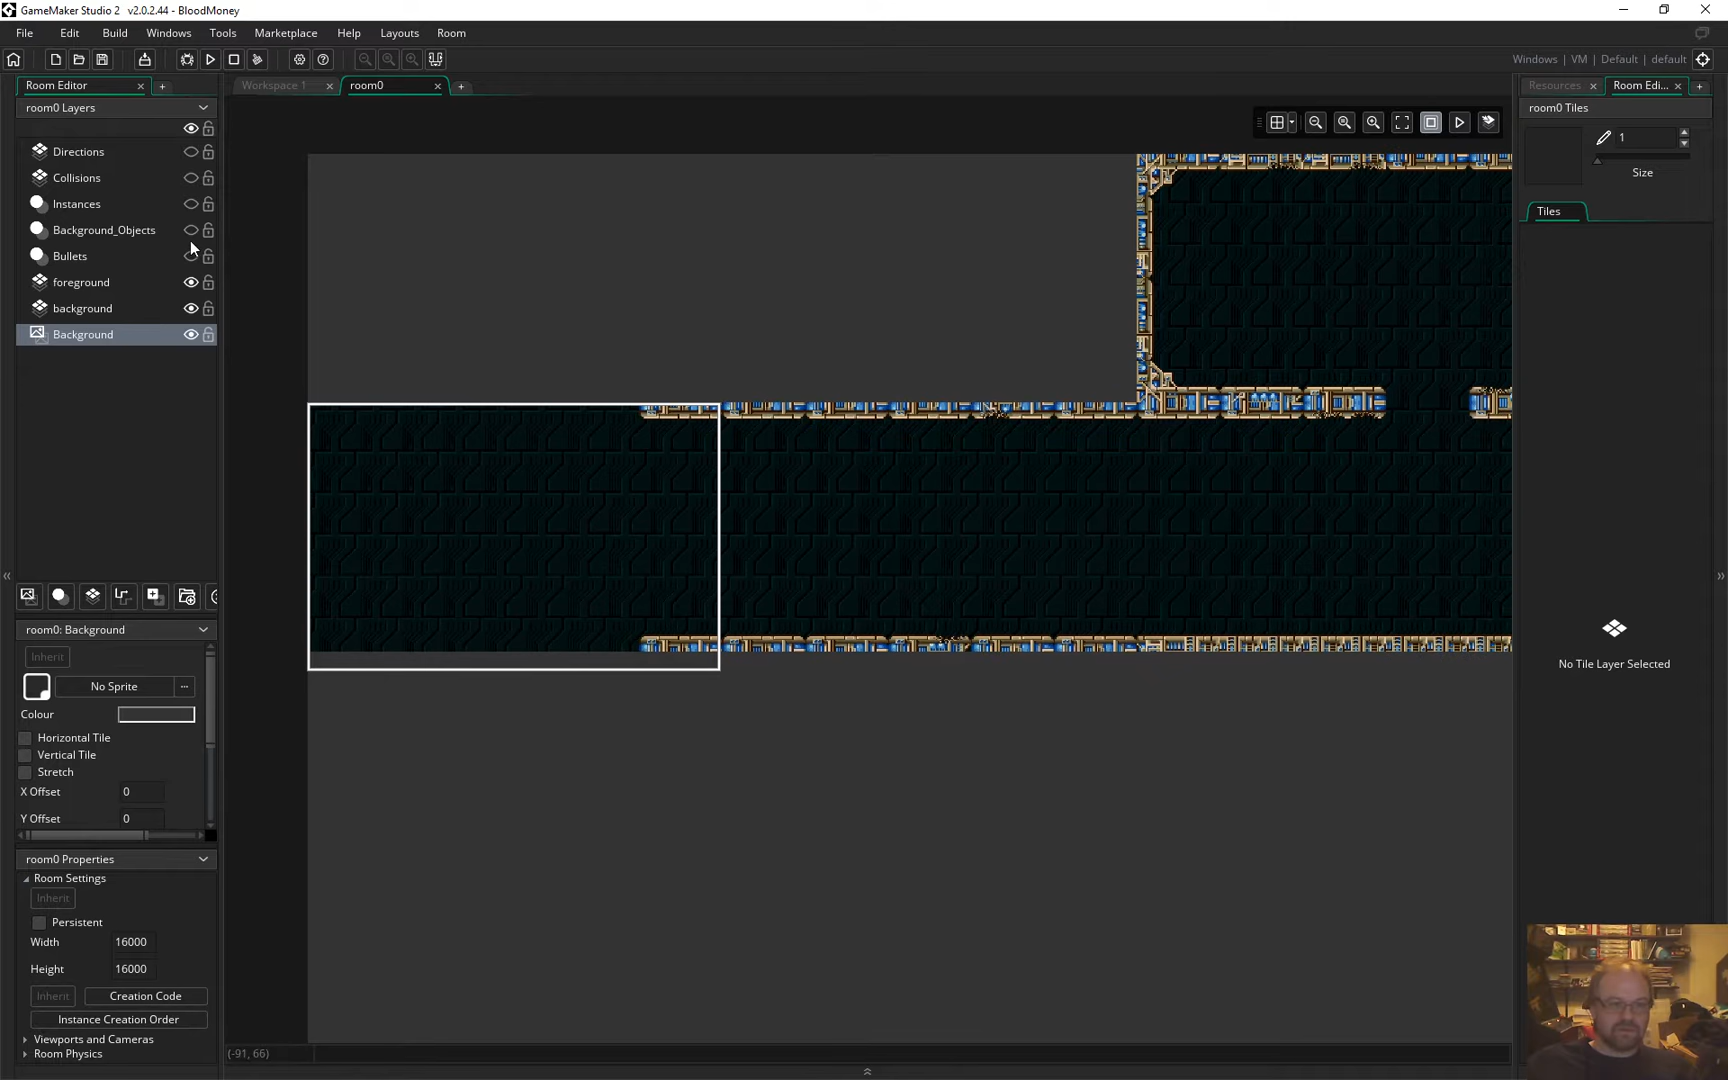 GameMaker Studio 2 v2.0.2.44 - BloodMoney
File Edit Build Windows Tools Marketplace Help Layouts Room
Windows | VM | Default | default
Room Editor
Workspace 1
room0
Resources
Room Edi...
room0 Layers
room0 Tiles
Directions
Collisions
Instances
Background_Objects
Bullets
foreground
background
Background
1
Size
Tiles
No Tile Layer Selected
room0: Background
Inherit
No Sprite
Colour
Horizontal Tile
Vertical Tile
Stretch
X Offset 0
Y Offset 0
room0 Properties
Room Settings
Inherit
Persistent
Width 16000
Height 16000
Inherit Creation Code
Instance Creation Order
Viewports and Cameras
Room Physics
(-91, 66)